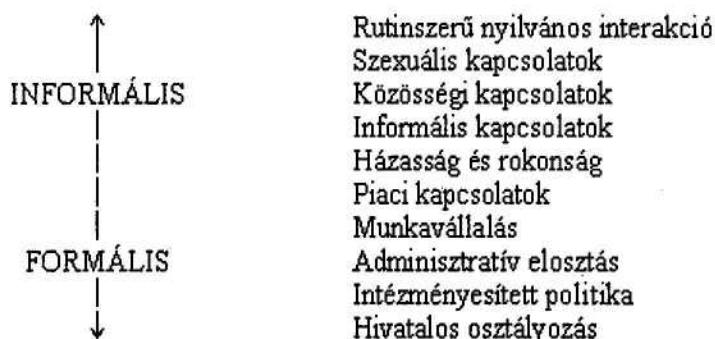 Rutinszerű nyilvános interakció
Szexuális kapcsolatok
INFORMÁLIS
Közösségi kapcsolatok
Informális kapcsolatok
Házasság és rokonság
Piaci kapcsolatok
Munkavállalás
FORMÁLIS
Adminisztratív elosztás
Intézményesített politika
Hivatalos osztályozás